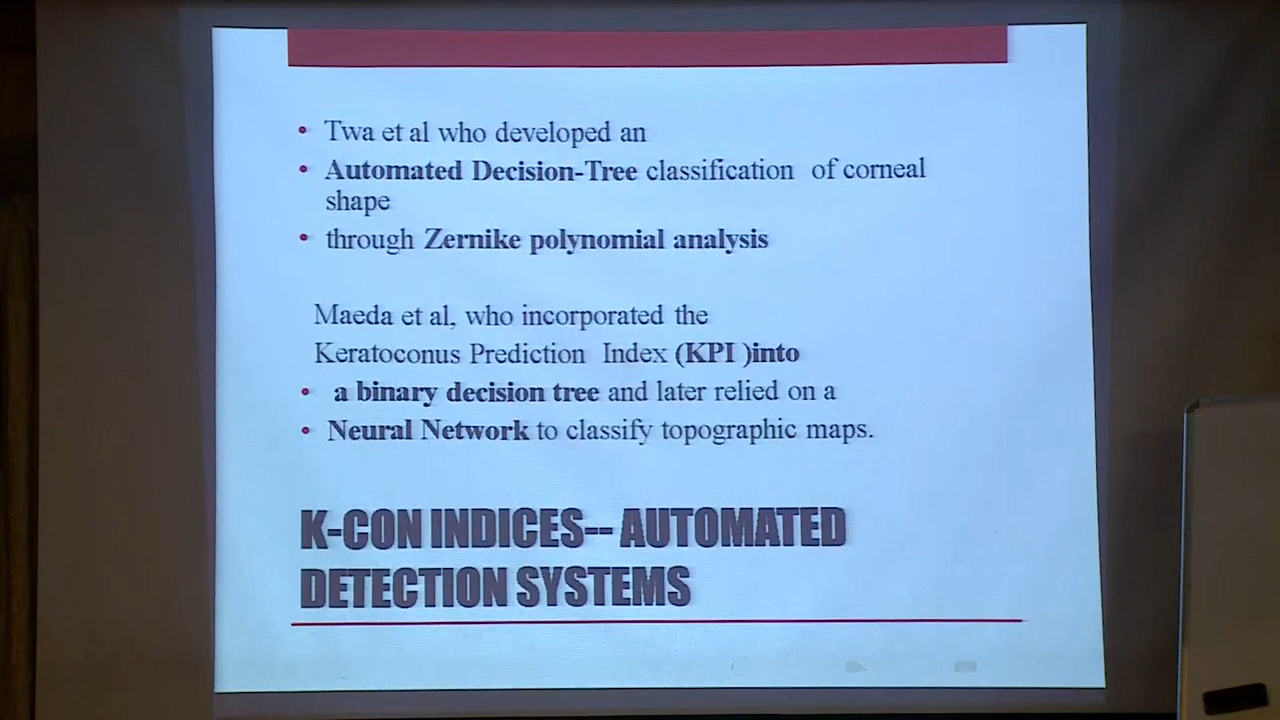 • Twa et al who developed an
• Automated Decision-Tree classification of corneal
shape
• through Zernike polynomial analysis
Maeda et al, who incorporated the
Keratoconus Prediction Index (KPI )into
• a binary decision tree and later relied on a
• Neural Network to classify topographic maps.
K-CON INDICES-- AUTOMATED
DETECTION SYSTEMS